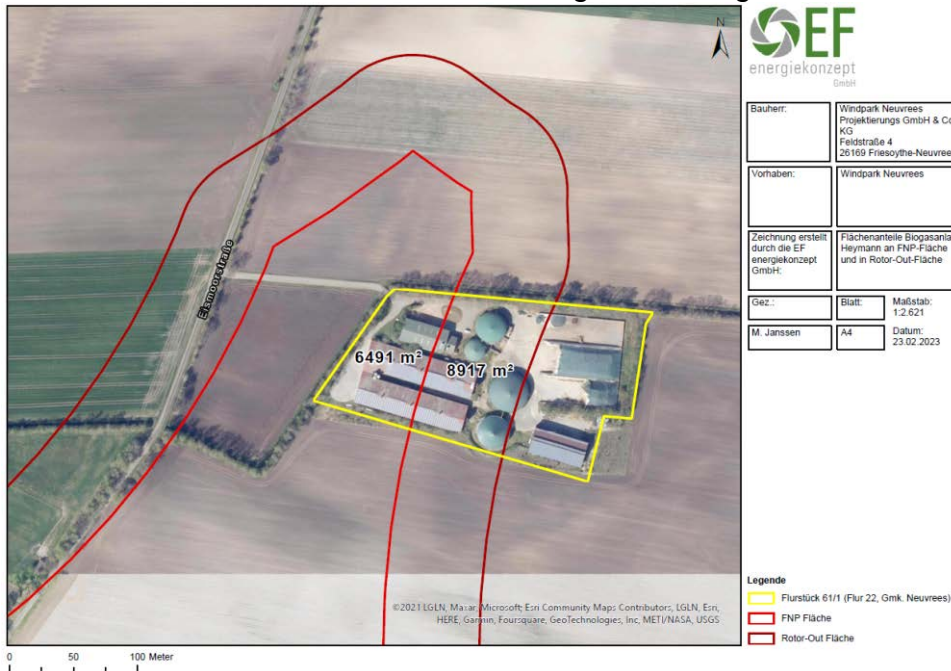 N
EF
energiekonzept
GmbH
Bauherr:
Windpark Neuvrees
Projektierungs GmbH & Co
KG
Feldstraße 4
26169 Friesoythe-Neuvrees
Vorhaben:
Windpark Neuvrees
Zeichnung erstellt
durch die EF
energiekonzept
GmbH:
Flächenanteile Biogasanla
Heymann an FNP-Fläche
und in Rotor-Out-Fläche
Gez.:
Blatt:
Maßstab:
1:2.621
M. Janssen
A4
Datum:
23.02.2023
Elsmoorstraße
6491 m²
8917 m²
©2021 LGLN, Maxar, Microsoft; Esri Community Maps Contributors, LGLN, Esri,
HERE, Garmin, Foursquare, GeoTechnologies, Inc, METI/NASA, USGS
Legende
Flurstück 61/1 (Flur 22, Gmk. Neuvrees)
FNP Fläche
Rotor-Out Fläche
0 50 100 Meter